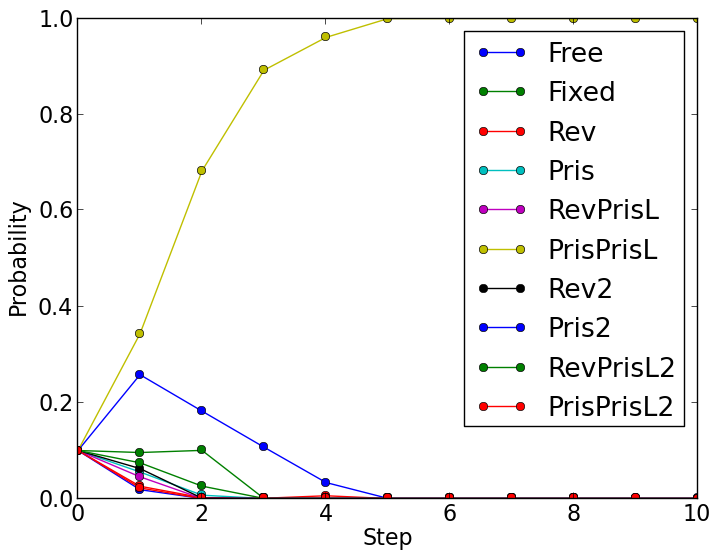 1.0
0.8
0.6
0.4
0.2
0.0
Probability
0 2 4 6 8 10
Step
Free
Fixed
Rev
Pris
RevPrisL
PrisPrisL
Rev2
Pris2
RevPrisL2
PrisPrisL2